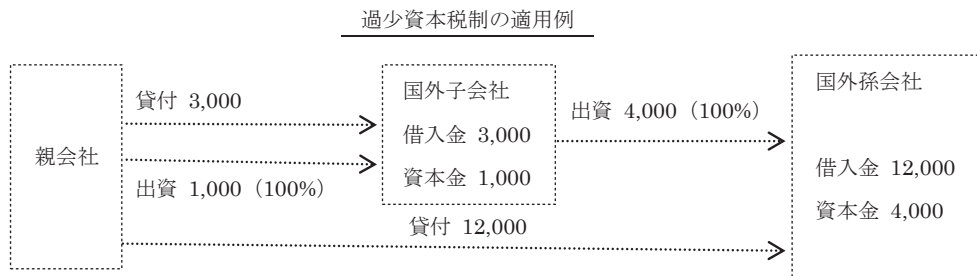 過少資本税制の適用例
親会社
貸付 3,000
出資 1,000（100%）
国外子会社
借入金 3,000
資本金 1,000
出資 4,000（100%）
貸付 12,000
国外孫会社
借入金 12,000
資本金 4,000